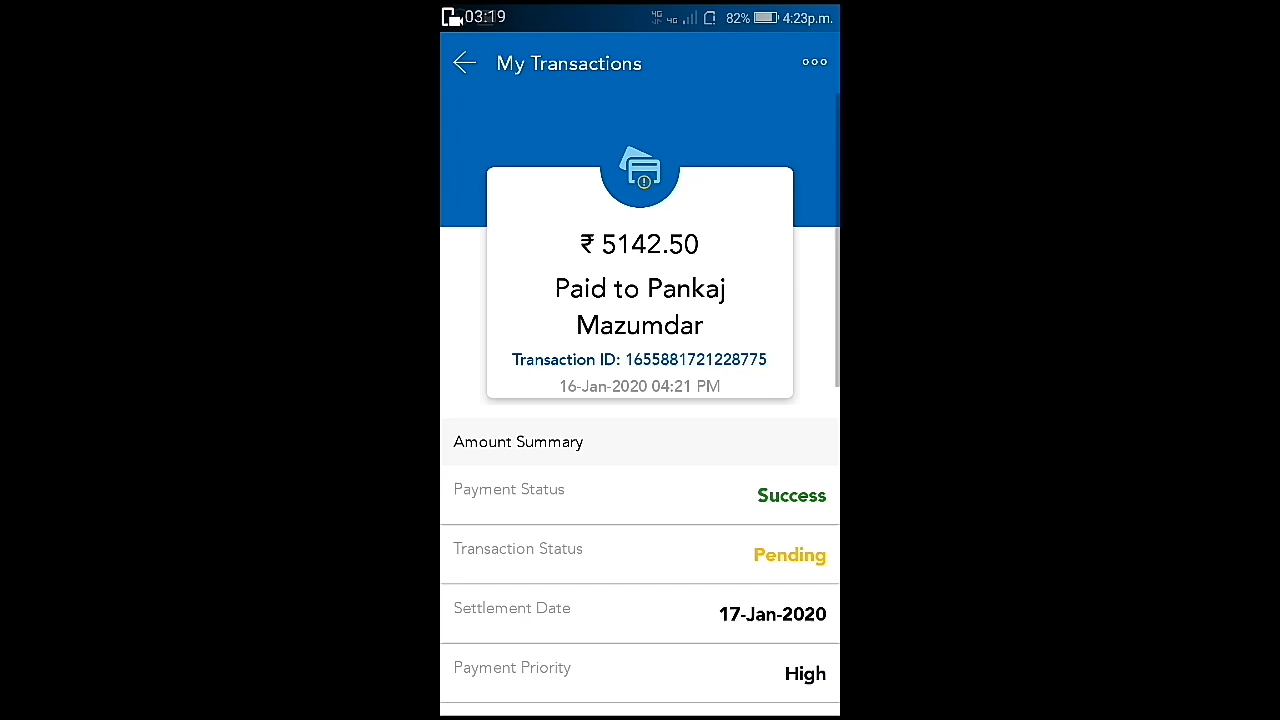 03:19 4G 4G 82% 4:23p.m.
My Transactions
₹ 5142.50
Paid to Pankaj
Mazumdar
Transaction ID: 1655881721228775
16-Jan-2020 04:21 PM
Amount Summary
Payment Status Success
Transaction Status Pending
Settlement Date 17-Jan-2020
Payment Priority High